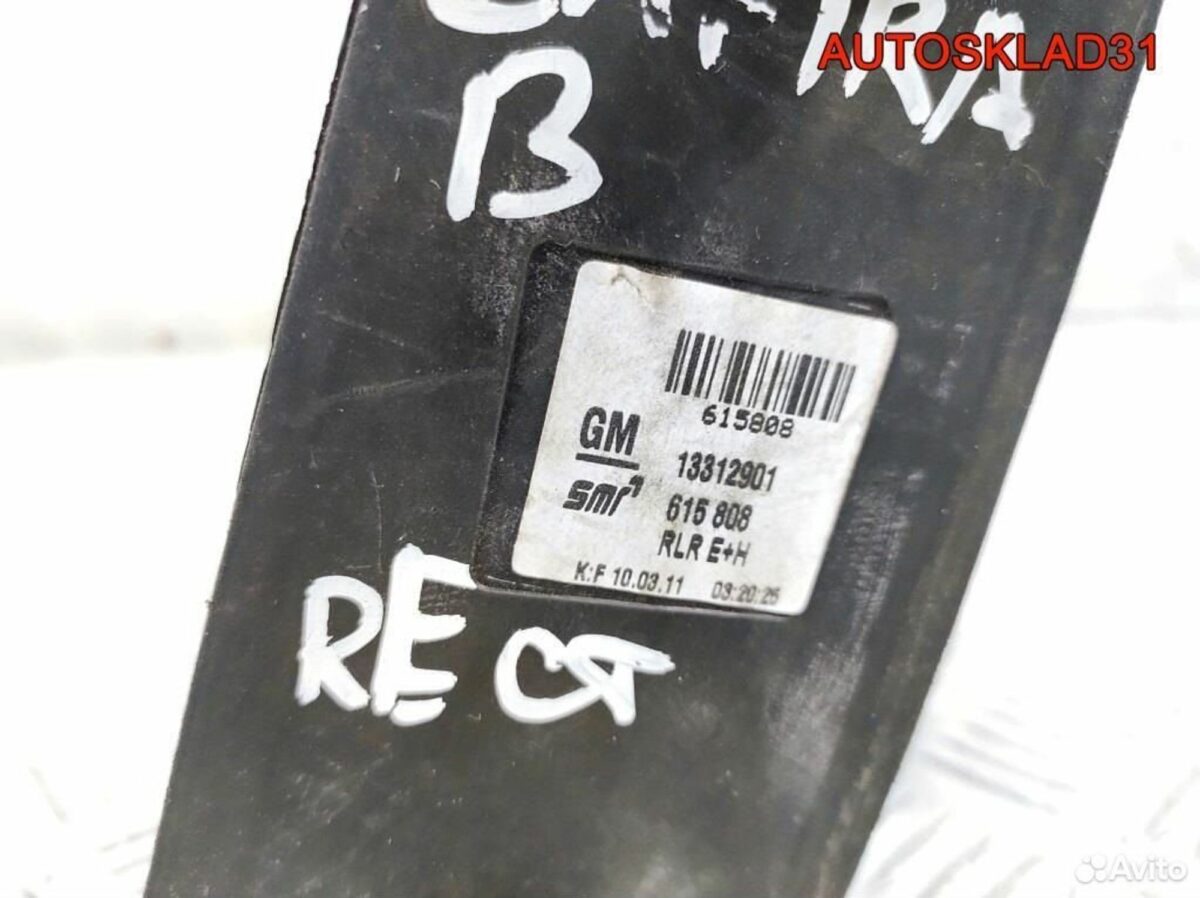 AUTOSKLAD31
B
615808
GM
13312901
smr
615 808
RLR E+H
K:F 10.03.11 03:20:25
RE
Avito